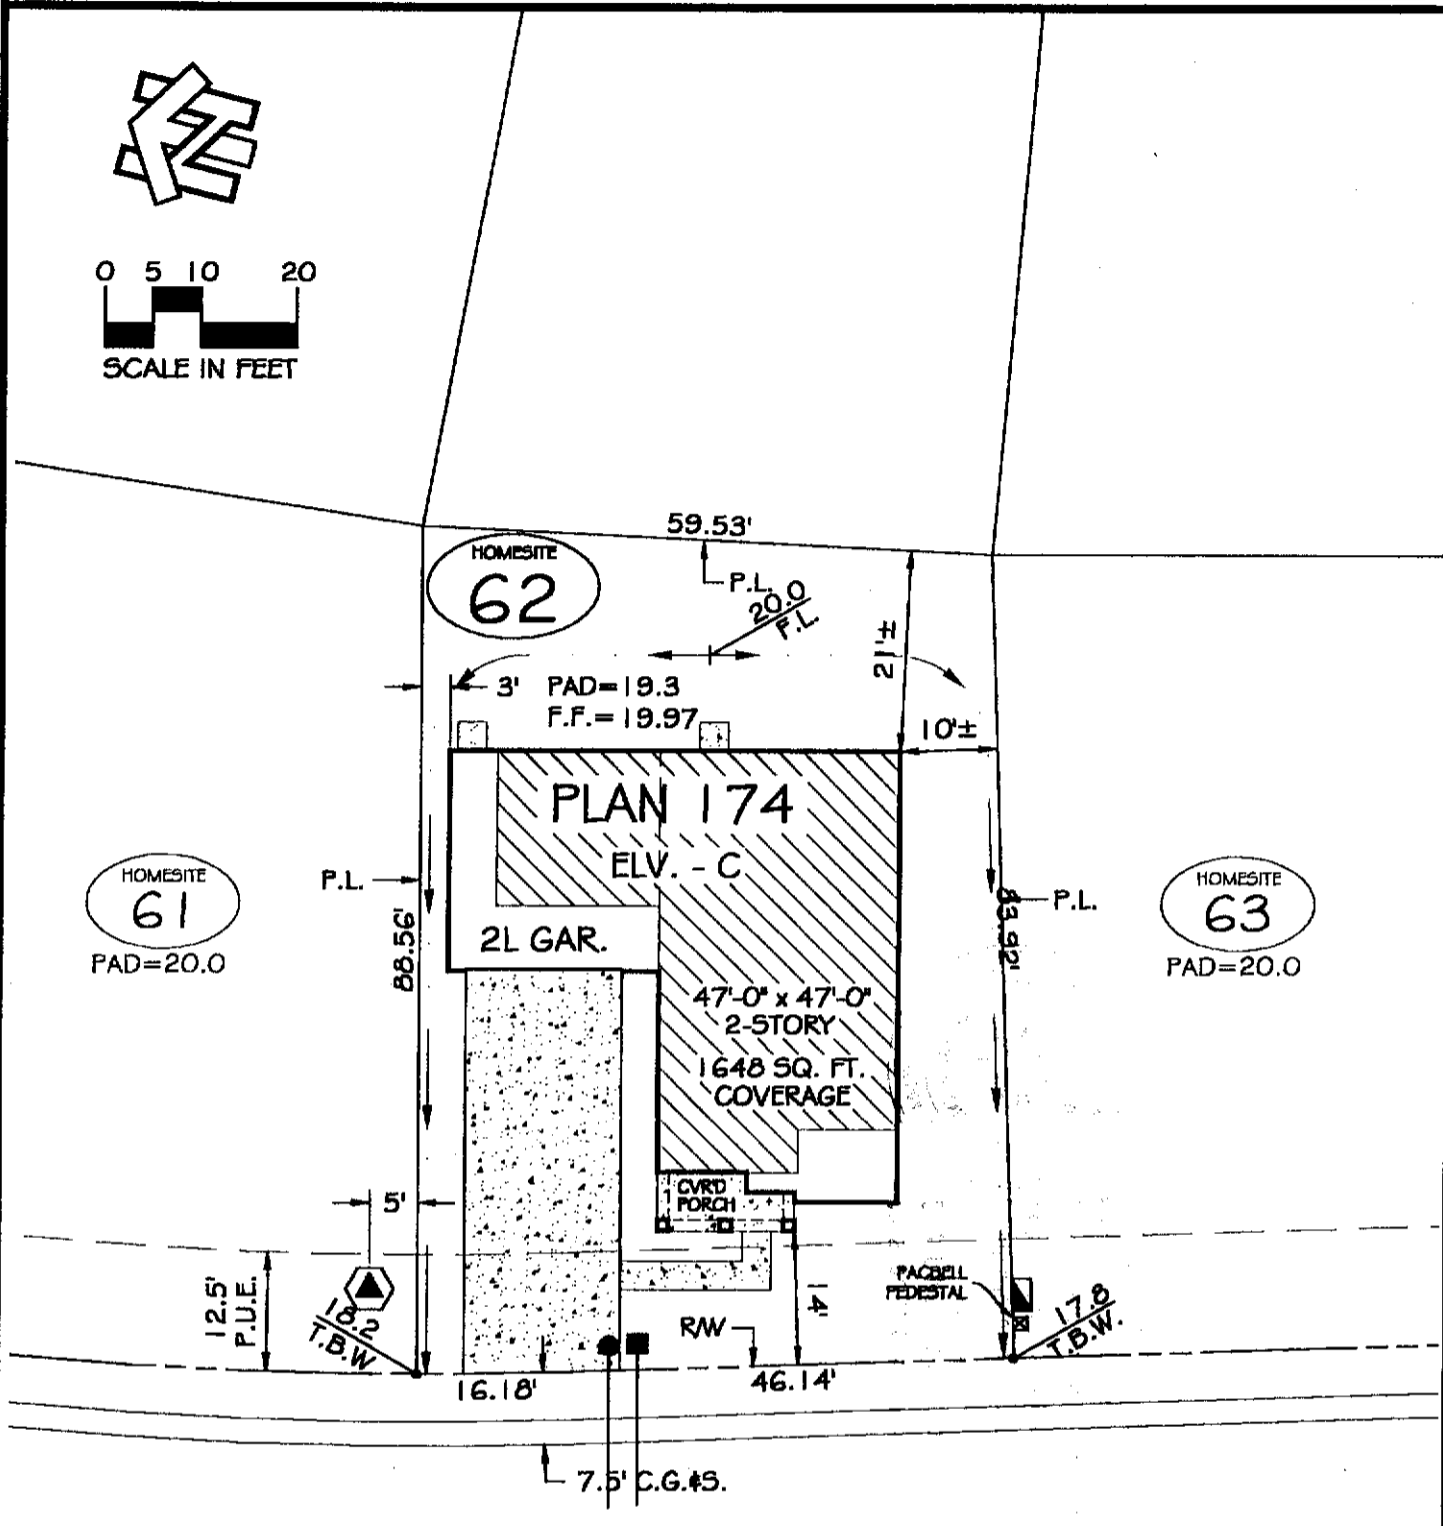 0 5 10 20
SCALE IN FEET
59.53'
HOMESITE
62
P.L.
20.0
F.L.
21'±
3'
PAD=19.3
F.F.=19.97
10'±
PLAN 174
ELV. - C
P.L.
HOMESITE
61
PAD=20.0
88.56'
2L GAR.
83.92'
P.L.
HOMESITE
63
PAD=20.0
47'-0" x 47'-0"
2-STORY
1648 SQ. FT.
COVERAGE
5'
CVR'D
PORCH
12.5'
P.U.E.
18.2
T.B.W
14'
PACBELL
PEDESTAL
17.8
T.B.W.
R/W
16.18'
46.14'
7.5' C.G.&S.